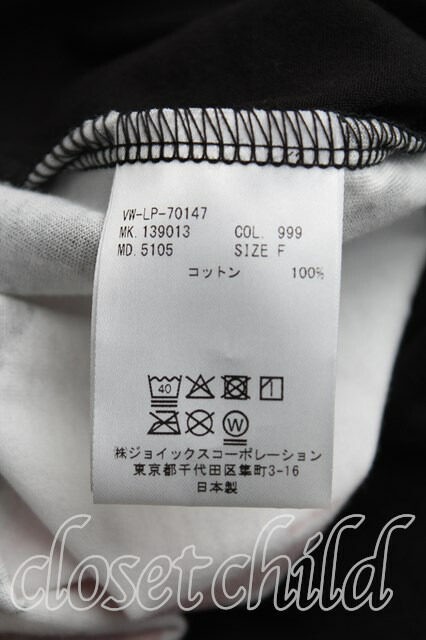 VW-LP-70147
MK. 139013 COL. 999
MD. 5105 SIZE F
コットン 100%
40
W
㈱ジョイックスコーポレーション
東京都千代田区隼町3-16
日本製
closetchild